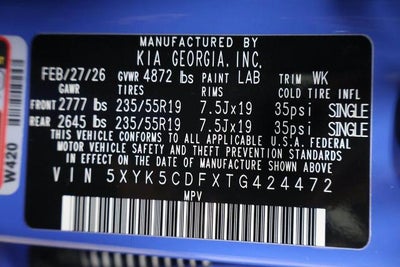 MANUFACTURED BY
KIA GEORGIA, INC.
FEB/27/26 GVWR 4872 lbs PAINT LAB TRIM WK
GAWR TIRES RIMS COLD TIRE INFL
FRONT 2777 lbs 235/55R19 7.5Jx19 35psi SINGLE
REAR 2645 lbs 235/55R19 7.5Jx19 35psi SINGLE
THIS VEHICLE CONFORMS TO ALL APPLICABLE U.S.A. FEDERAL
MOTOR VEHICLE SAFETY AND THEFT PREVENTION STANDARDS
IN EFFECT ON THE DATE OF MANUFACTURE SHOWN ABOVE
VIN 5XYK5CDFXTG424472
MPV
W420